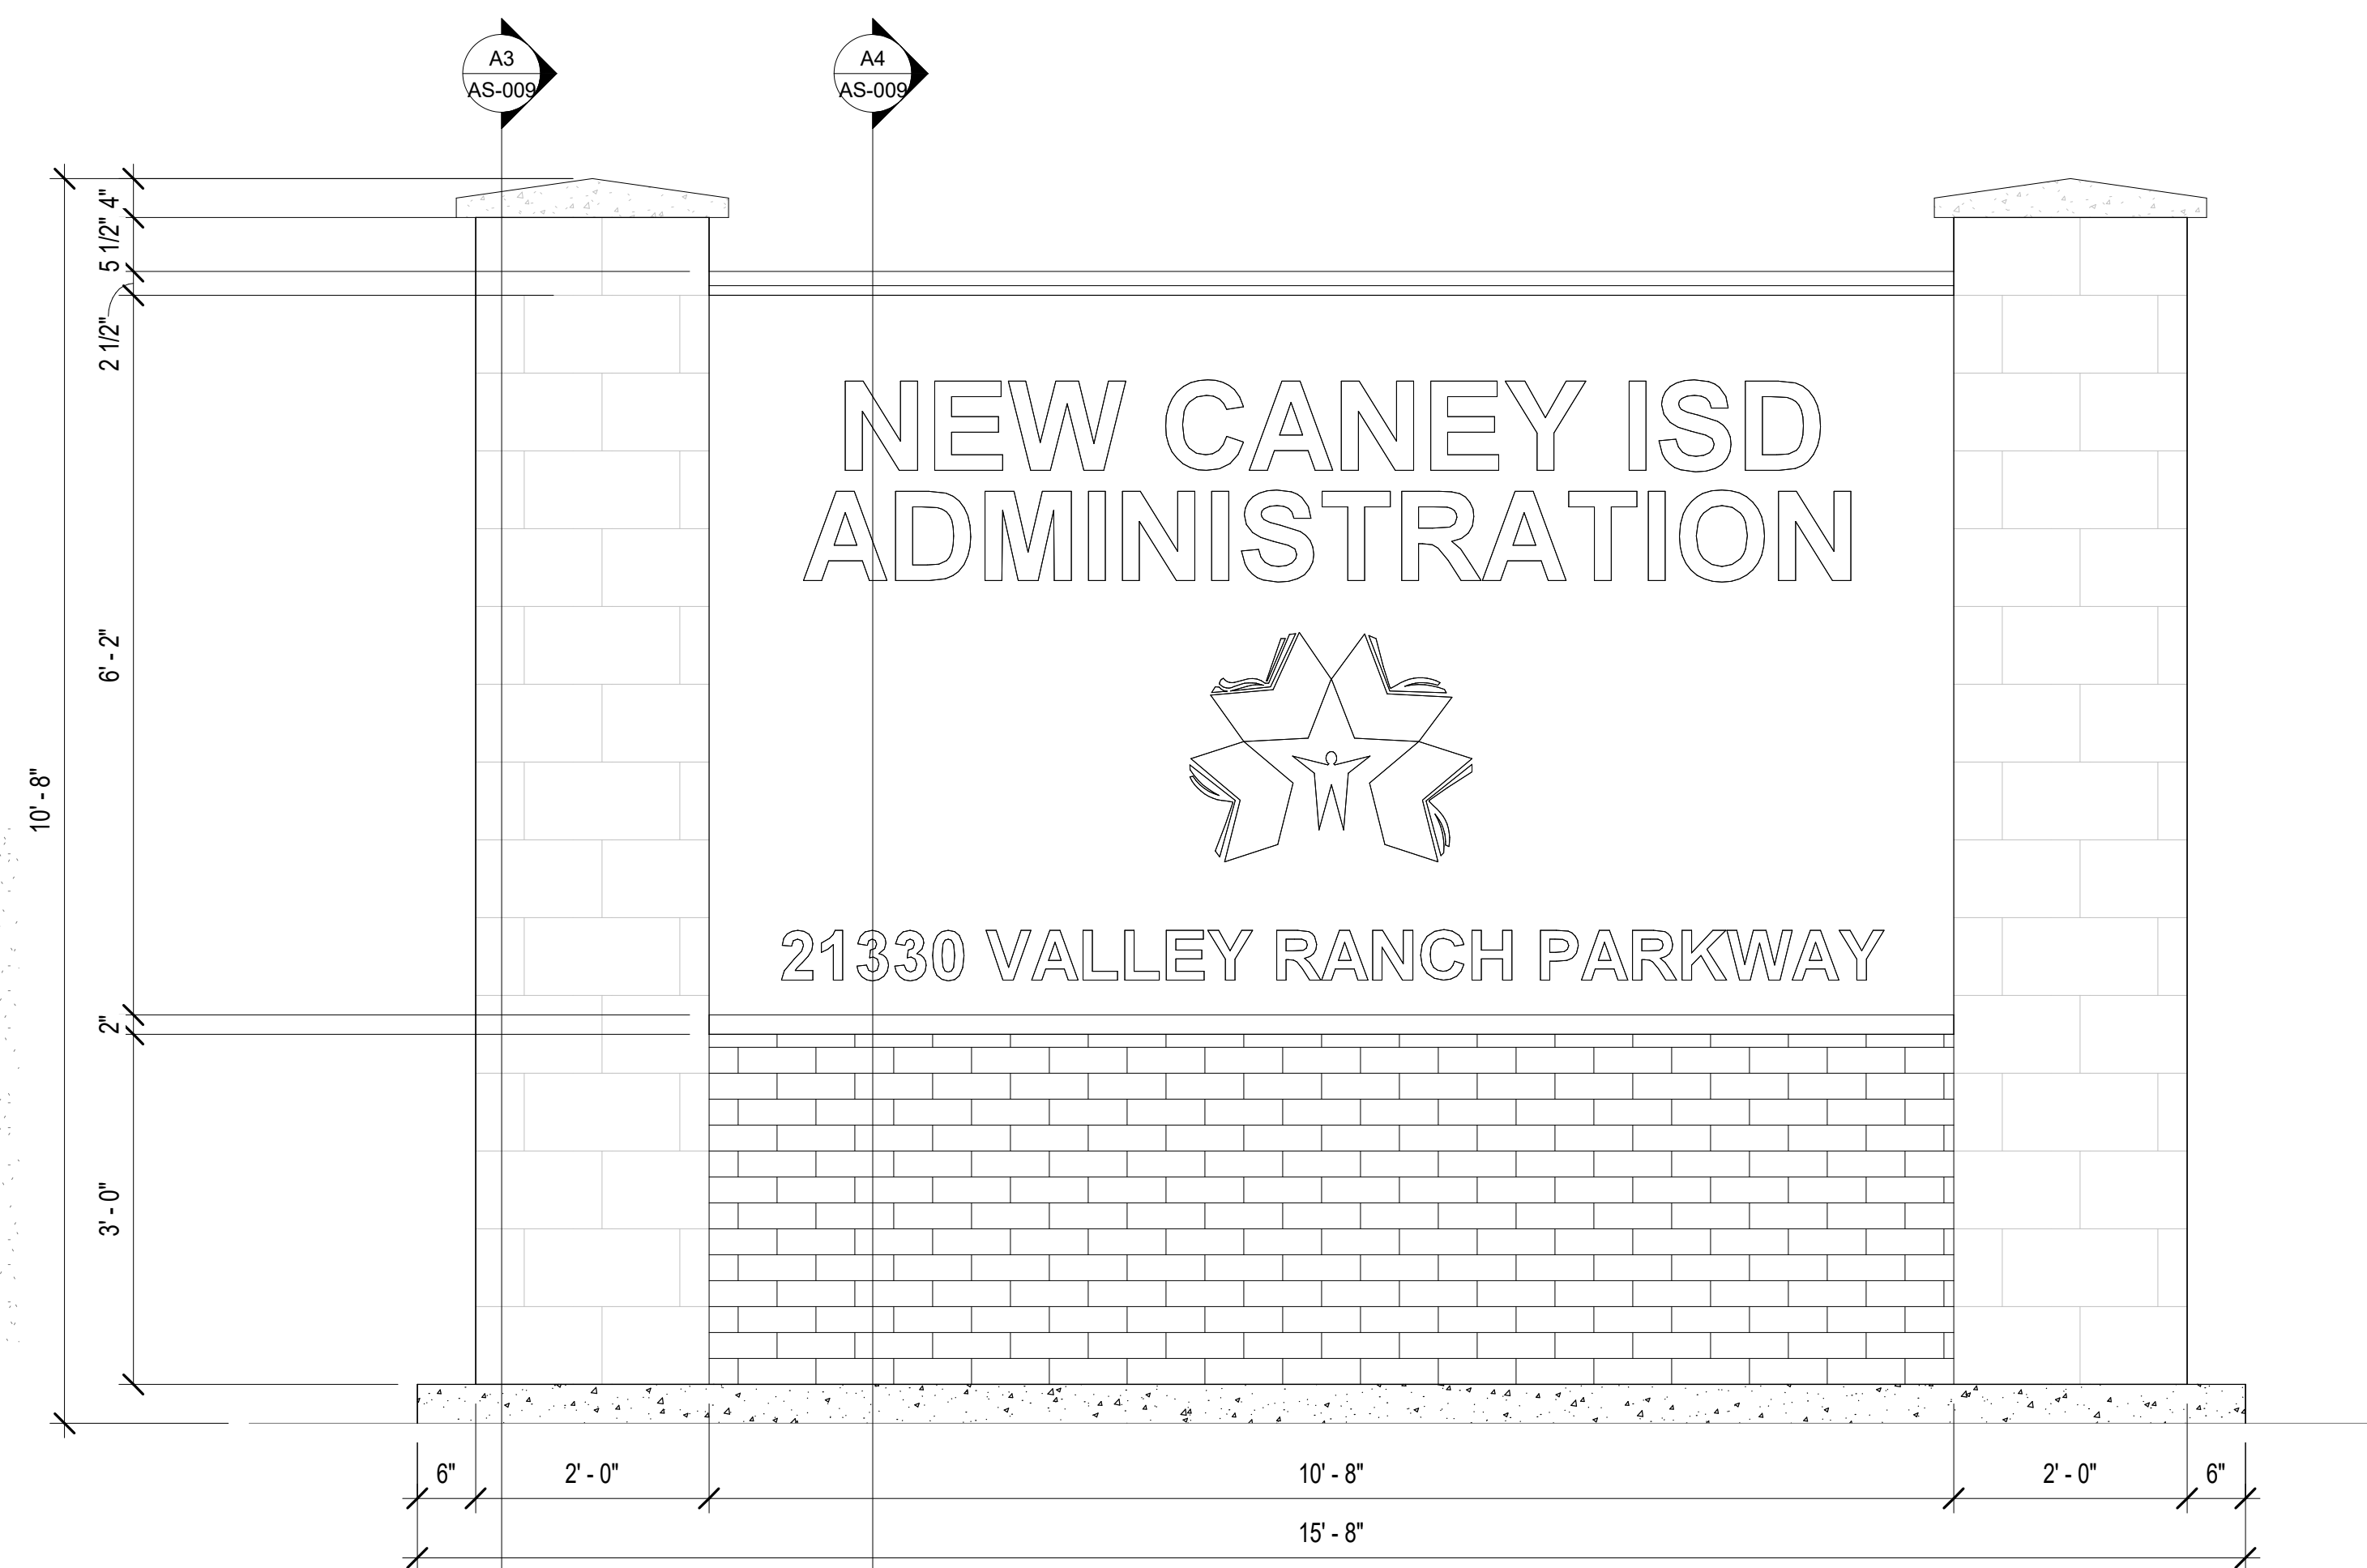 A3
AS-009
A4
AS-009
4"
5 1/2"
2 1/2"
6' - 2"
2"
3' - 0"
10' - 8"
NEW CANEY ISD
ADMINISTRATION
21330 VALLEY RANCH PARKWAY
6"
2' - 0"
10' - 8"
2' - 0"
6"
15' - 8"